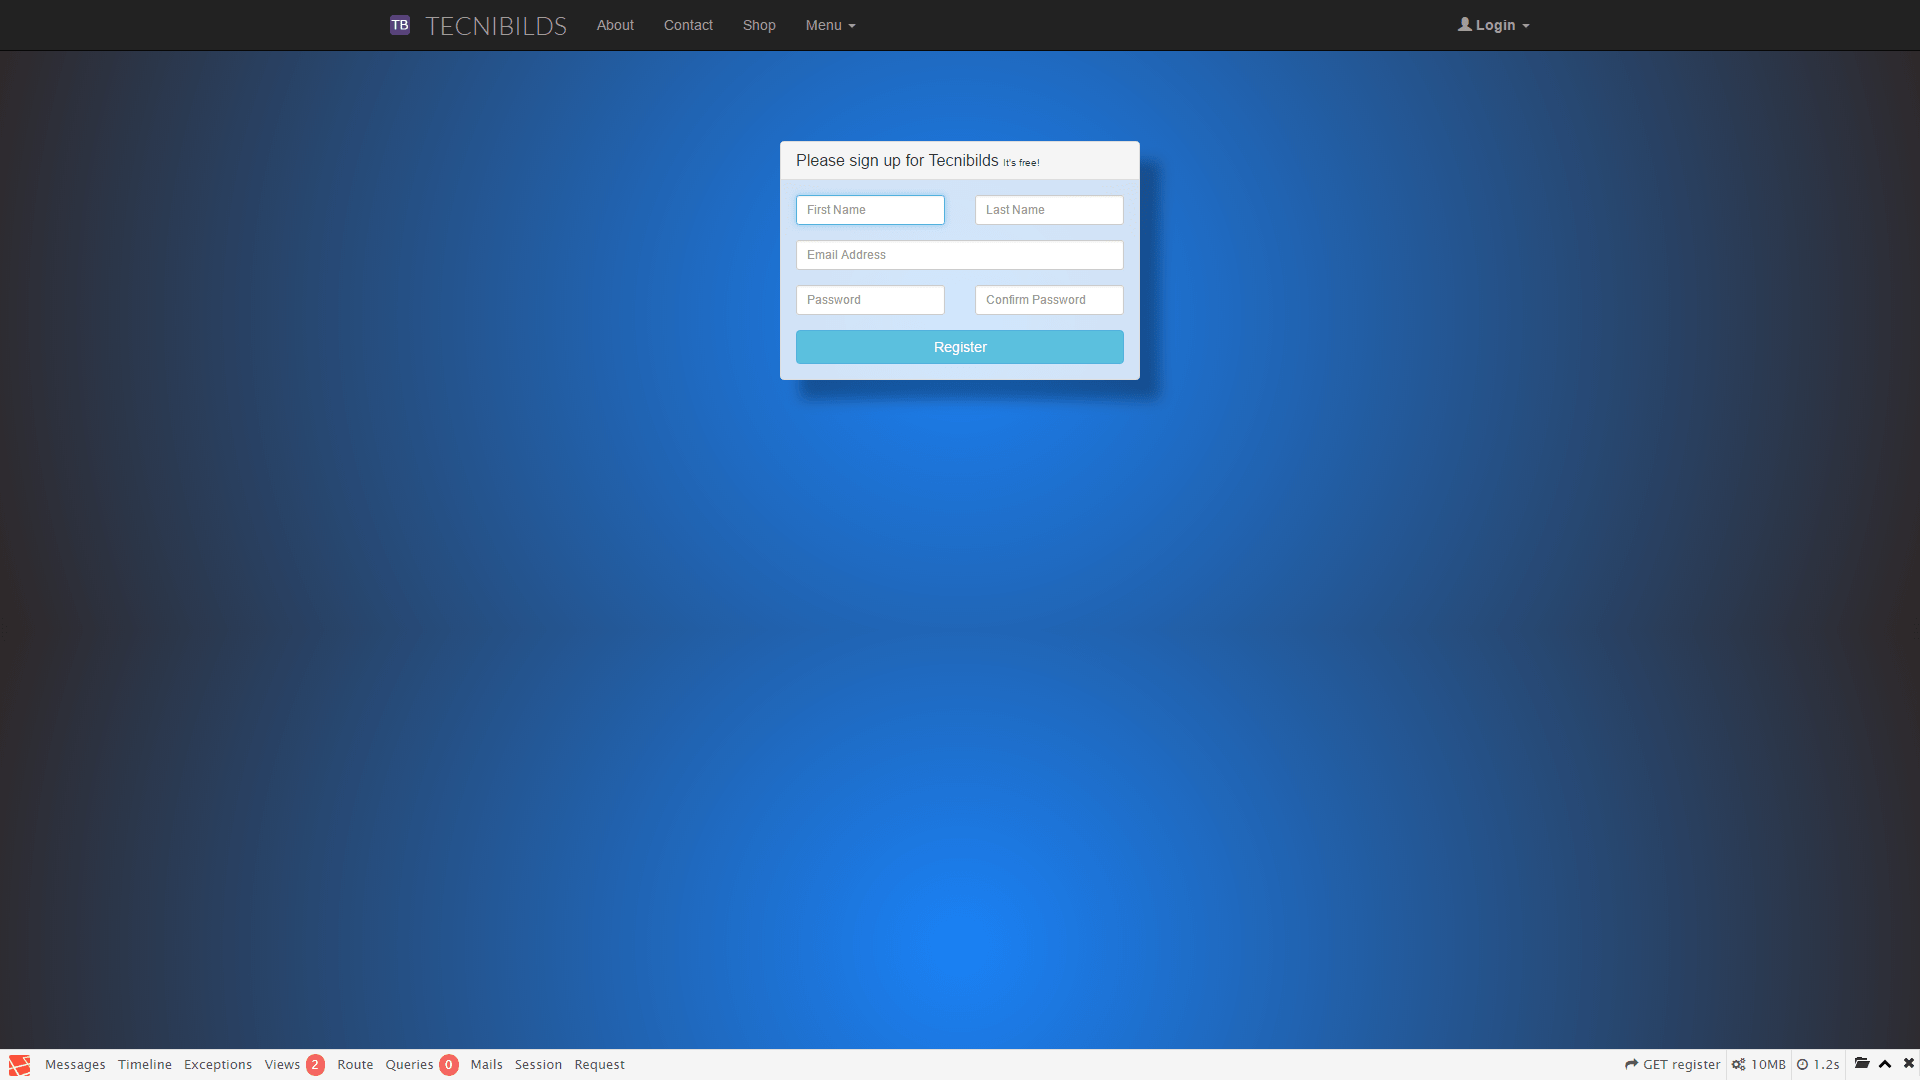 TB TECNIBILDS About Contact Shop Menu Login
Please sign up for Tecnibilds It's free!
First Name Last Name
Email Address
Password Confirm Password
Register
Messages Timeline Exceptions Views 2 Route Queries 0 Mails Session Request GET register 10MB 1.2s